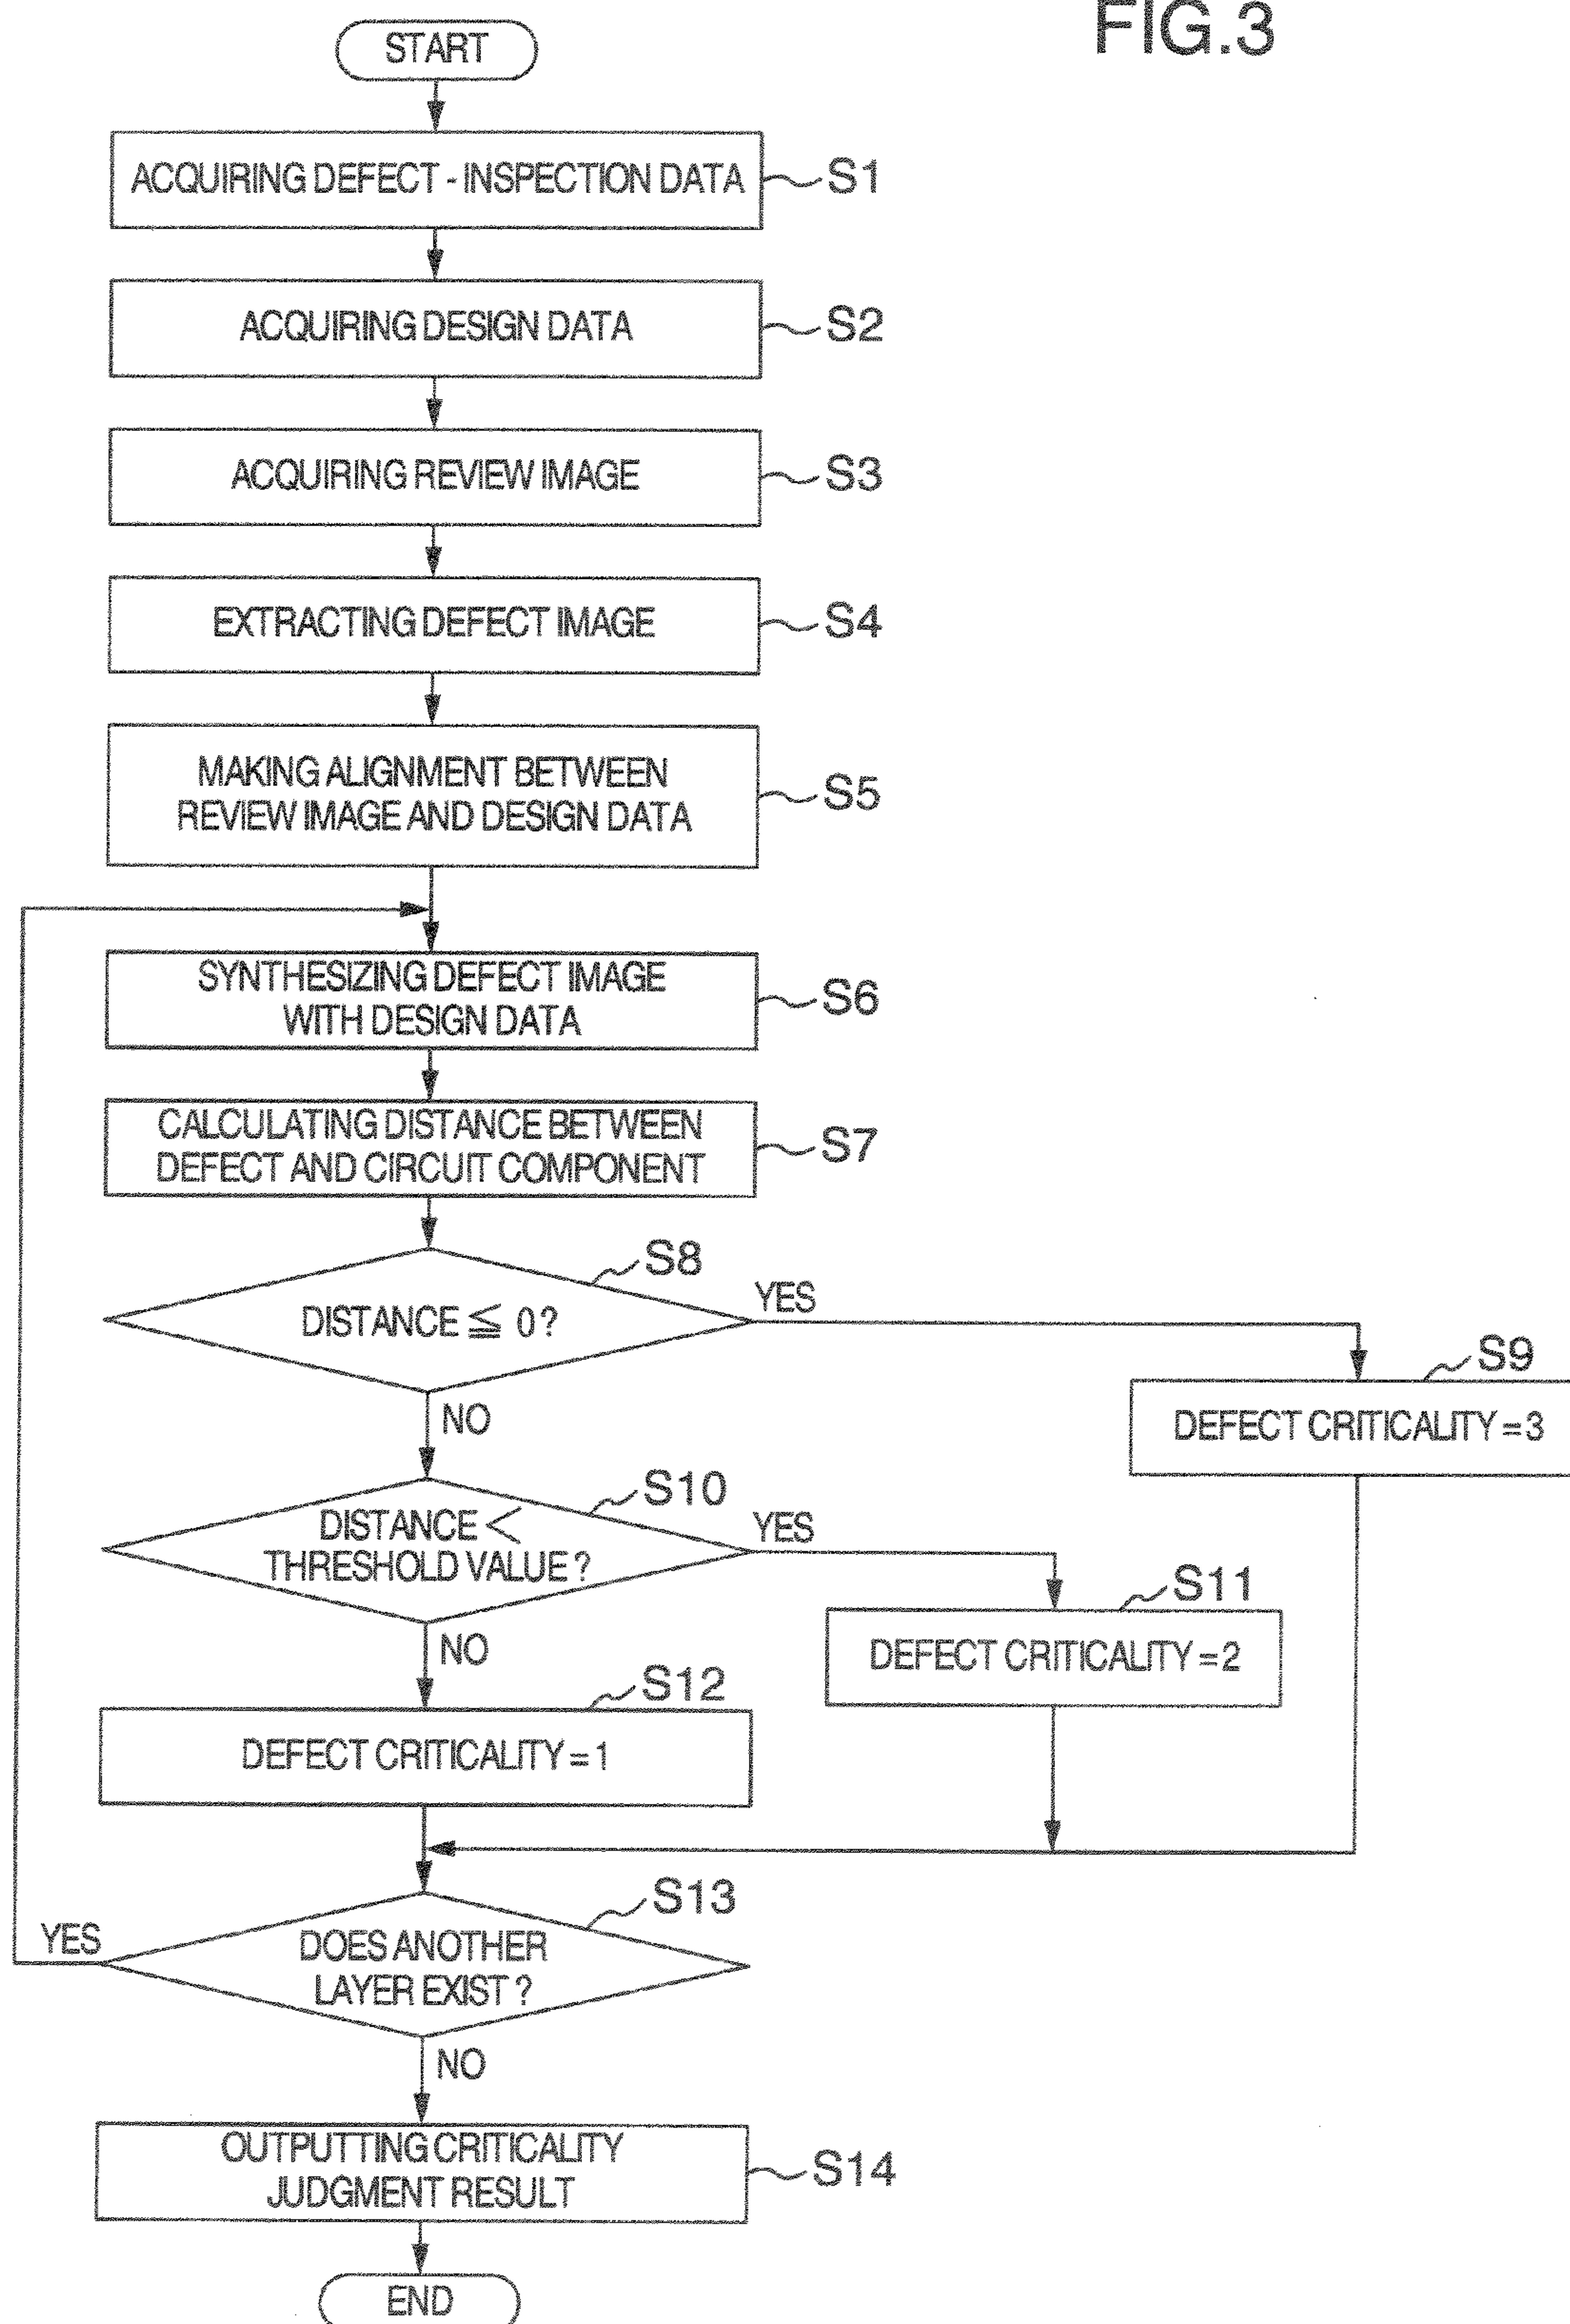 FIG.3
START
ACQUIRING DEFECT - INSPECTION DATA
S1
ACQUIRING DESIGN DATA
S2
ACQUIRING REVIEW IMAGE
S3
EXTRACTING DEFECT IMAGE
S4
MAKING ALIGNMENT BETWEEN
REVIEW IMAGE AND DESIGN DATA
S5
SYNTHESIZING DEFECT IMAGE
WITH DESIGN DATA
S6
CALCULATING DISTANCE BETWEEN
DEFECT AND CIRCUIT COMPONENT
S7
S8
DISTANCE ≦ 0?
YES
NO
S9
DEFECT CRITICALITY = 3
S10
DISTANCE <
THRESHOLD VALUE ?
YES
NO
S11
DEFECT CRITICALITY = 2
S12
DEFECT CRITICALITY = 1
S13
DOES ANOTHER
LAYER EXIST ?
YES
NO
OUTPUTTING CRITICALITY
JUDGMENT RESULT
S14
END